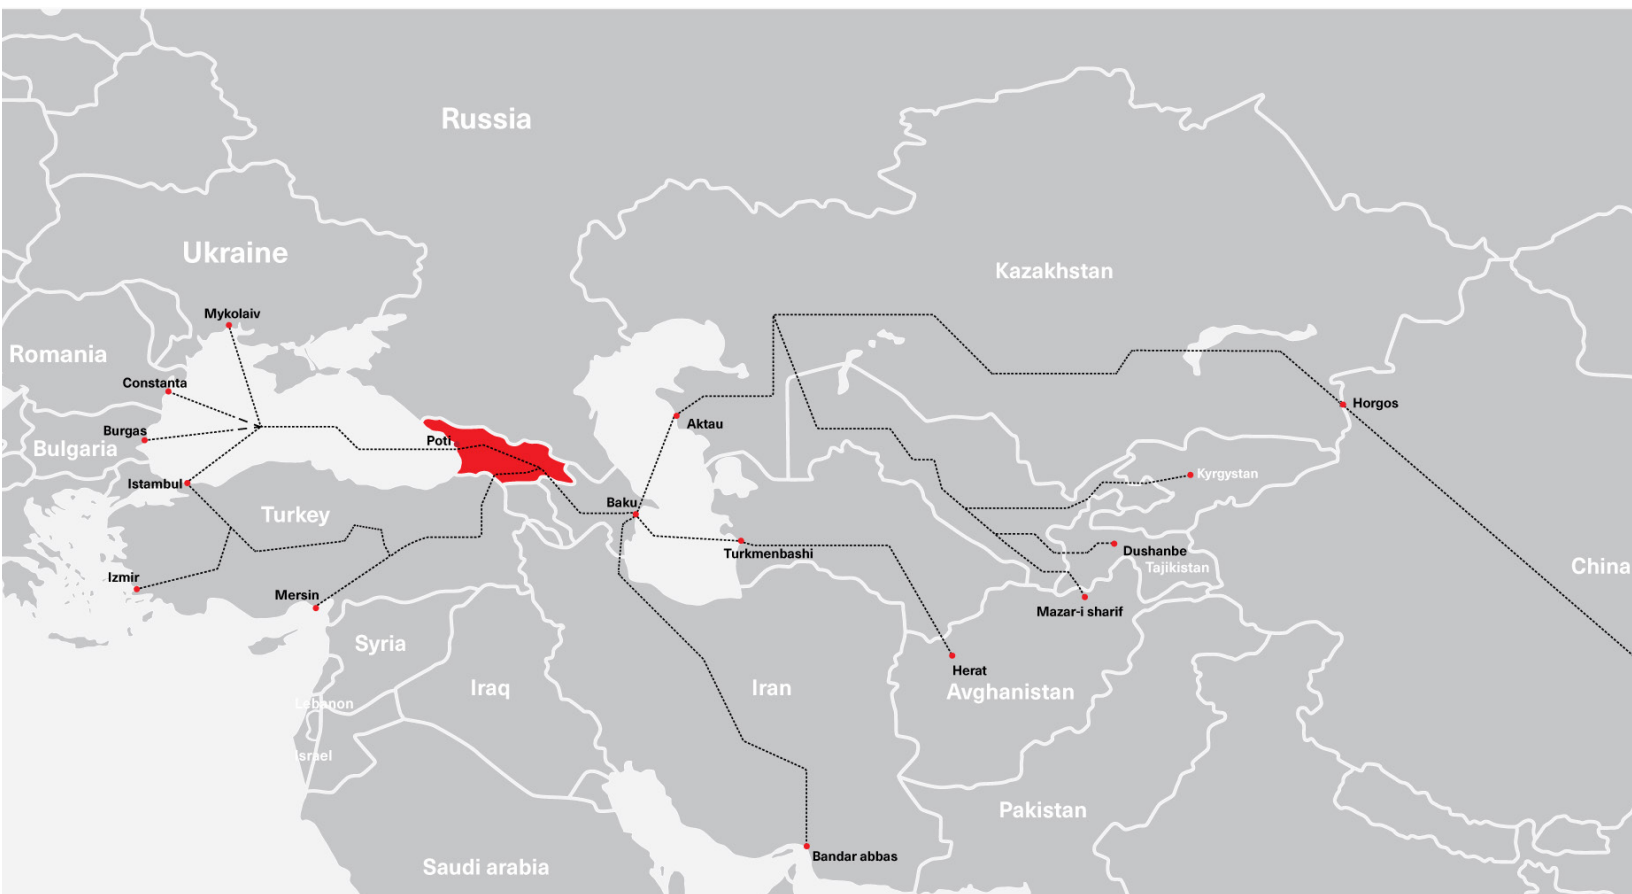 Russia
Ukraine
Kazakhstan
Mykolaiv
Romania
Constanta
Horgos
Aktau
Burgas
Bulgaria
Poti
Kyrgystan
Istambul
Baku
Turkey
Turkmenbashi
Dushanbe
Tajikistan
China
Izmir
Mersin
Mazar-i sharif
Syria
Herat
Iraq
Iran
Avghanistan
Lebanon
Israel
Pakistan
Bandar abbas
Saudi arabia